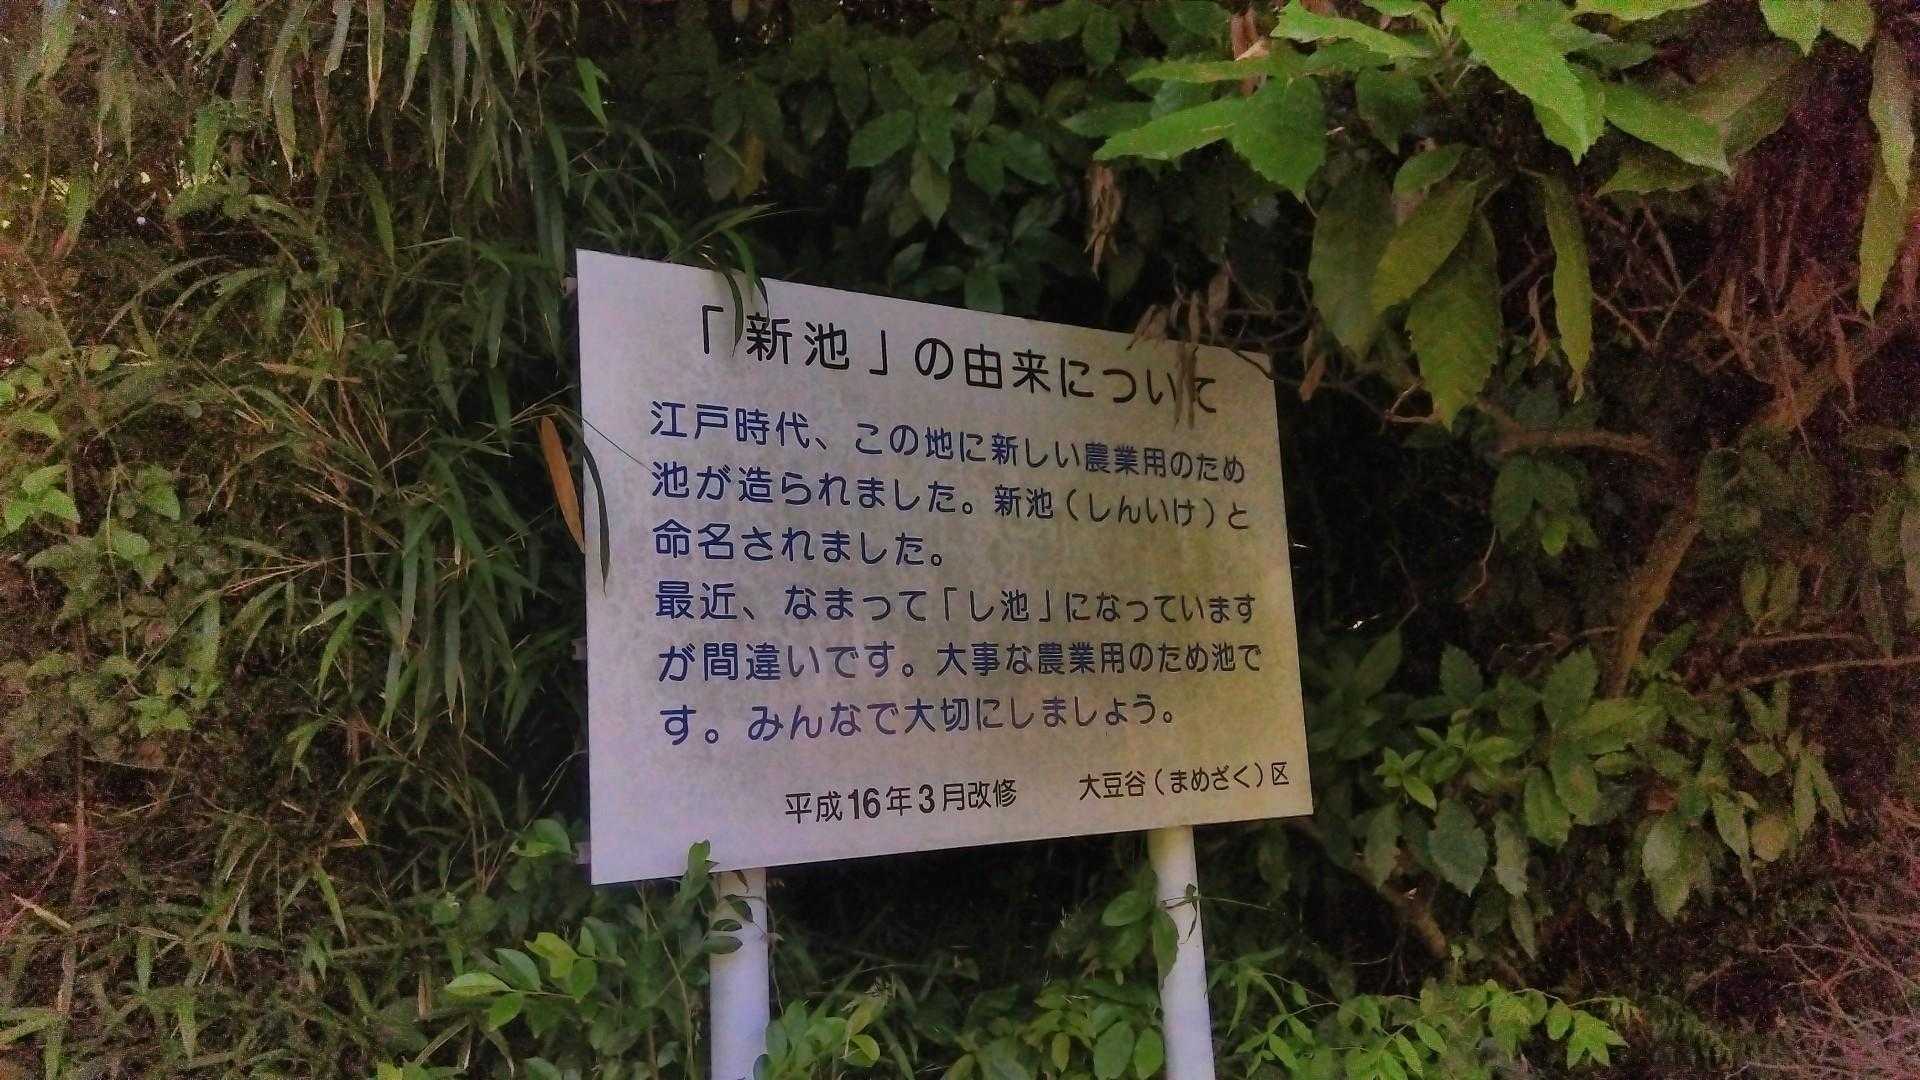 「新池」の由来について
江戸時代、この地に新しい農業用のため
池が造られました。新池（しんいけ）と
命名されました。
最近、なまって「し池」になっています
が間違いです。大事な農業用のため池で
す。みんなで大切にしましょう。
平成16年3月改修　大豆谷（まめざく）区